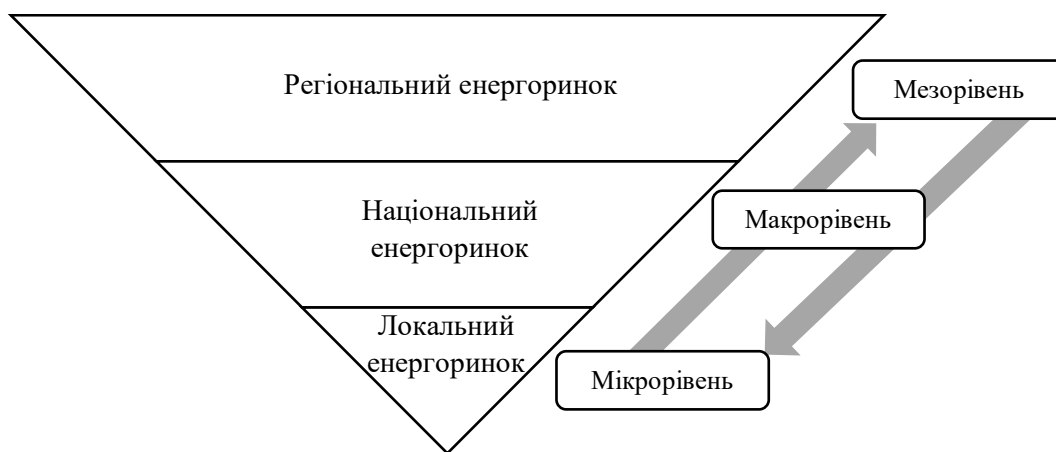 Регіональний енергоринок
Мезорівень
Національний
енергоринок
Макрорівень
Локальний
енергоринок
Мікрорівень